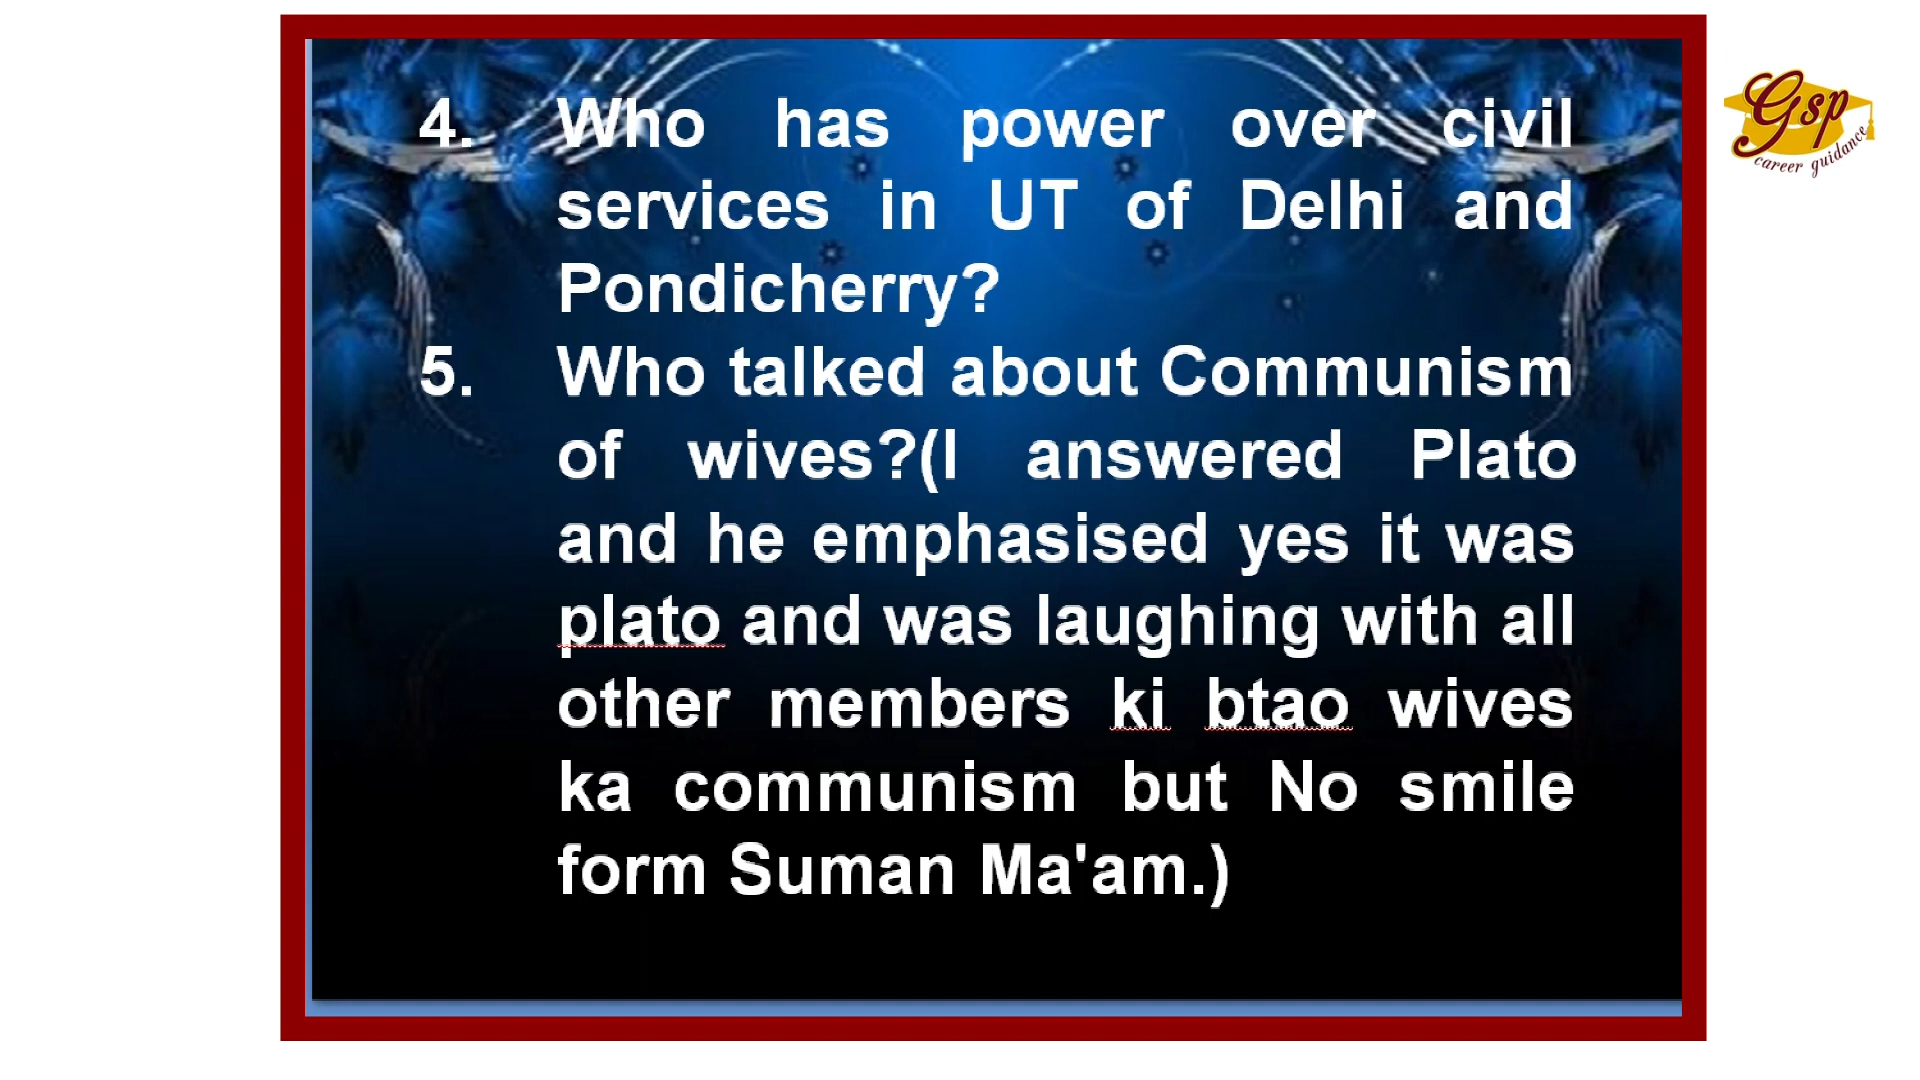 4. Who has power over civil
services in UT of Delhi and
Pondicherry?
5. Who talked about Communism
of wives?(I answered Plato
and he emphasised yes it was
plato and was laughing with all
other members ki btao wives
ka communism but No smile
form Suman Ma'am.)
Gsp
career guidance